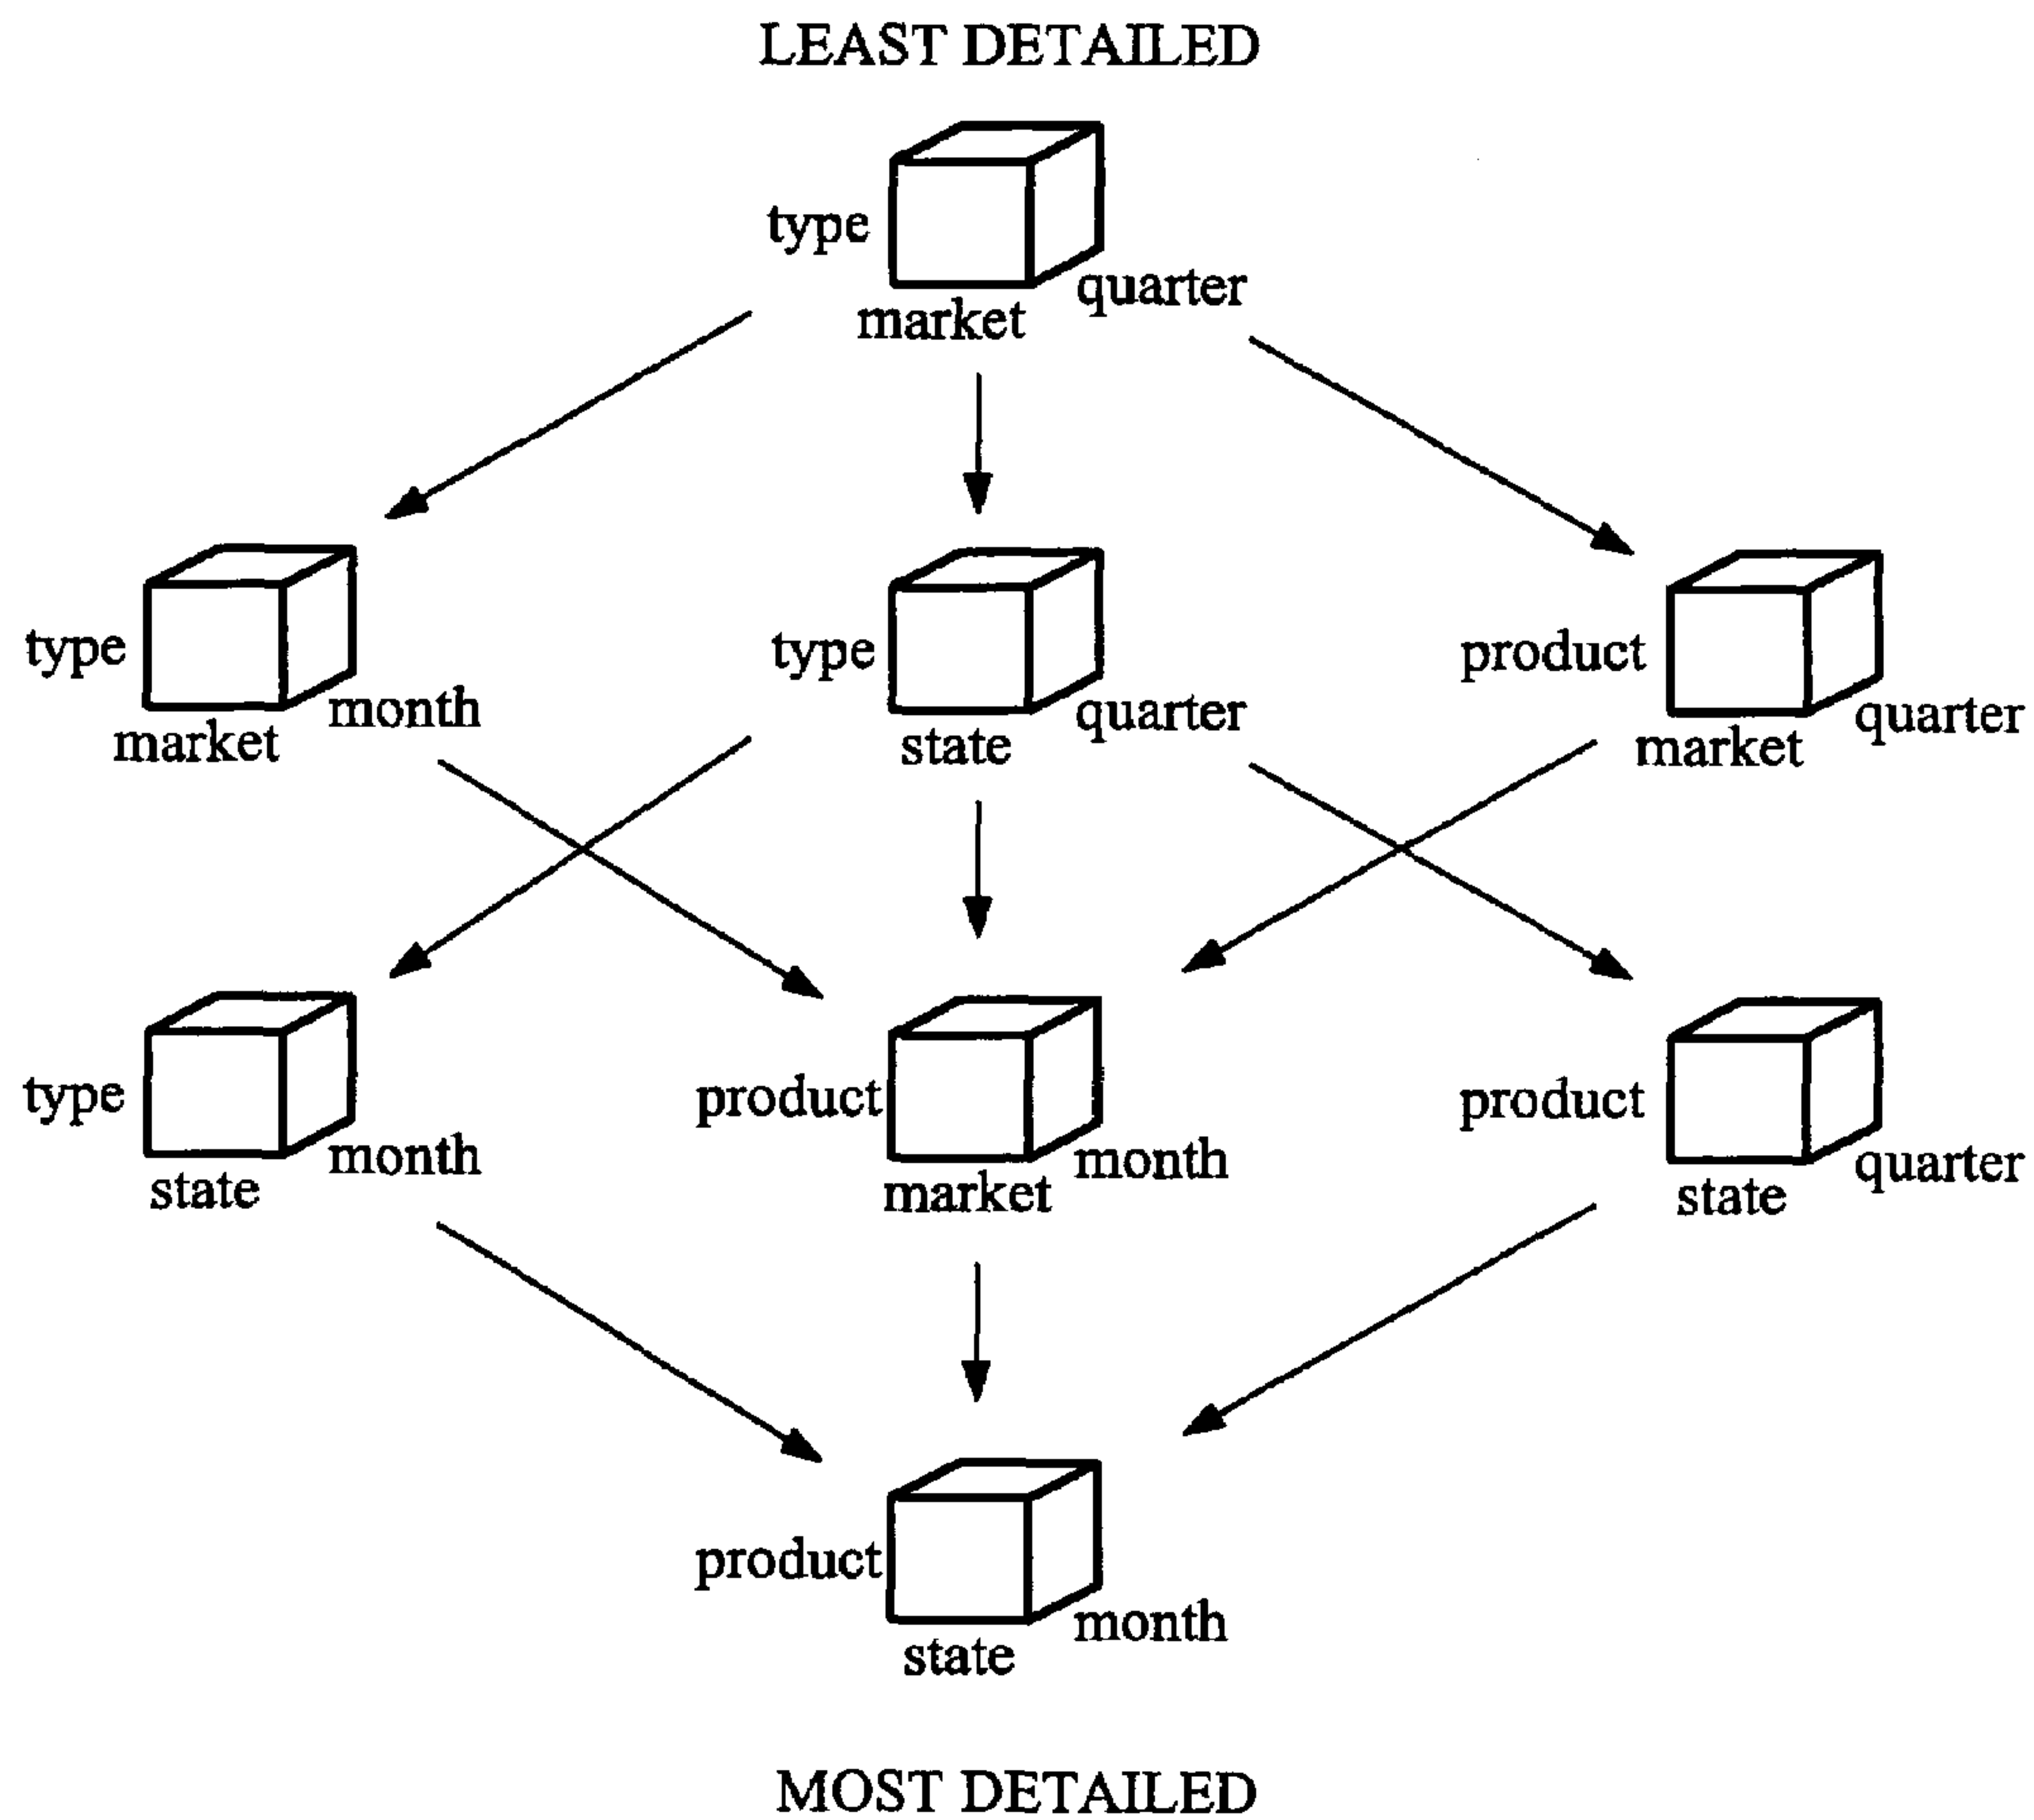 LEAST DETAILED
type
quarter
market
type
month
market
type
quarter
state
product
quarter
market
type
month
state
product
month
market
product
quarter
state
product
month
state
MOST DETAILED